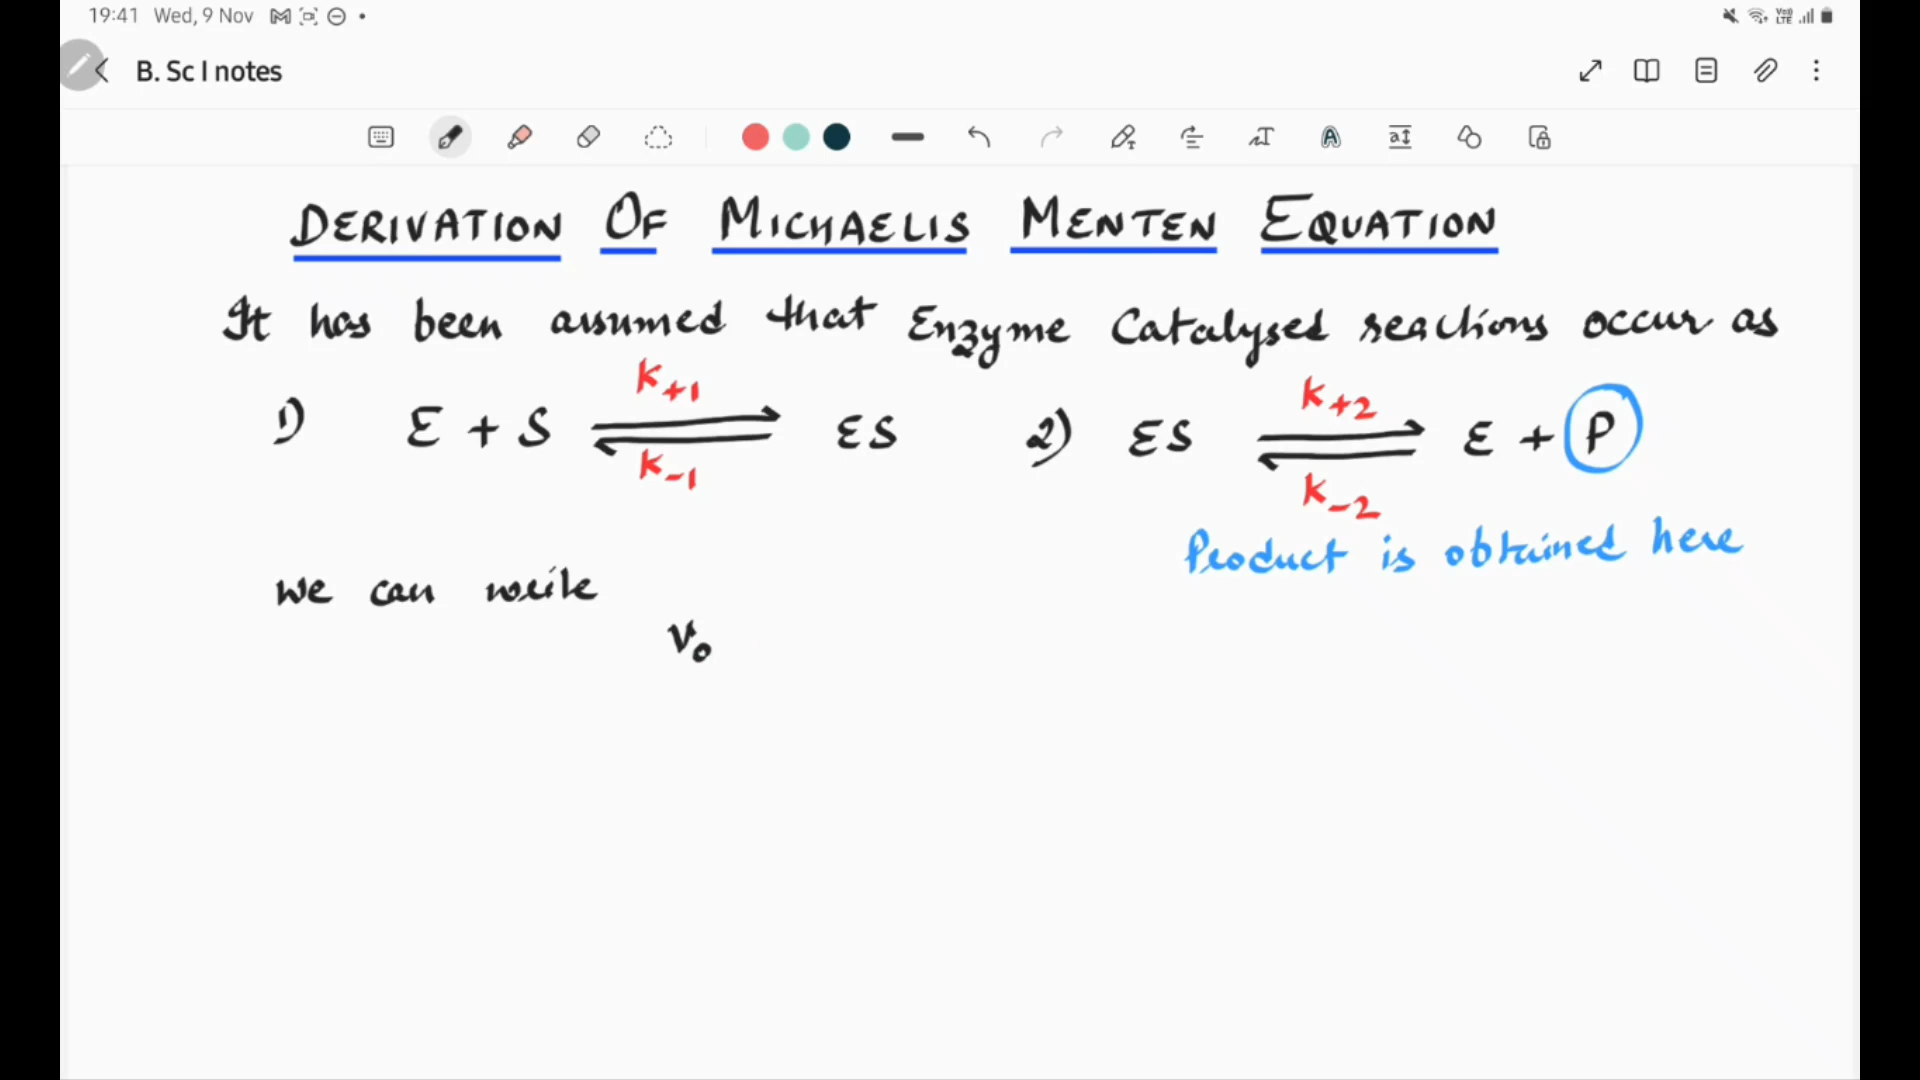 19:41 Wed, 9 Nov
B. Sc I notes
DERIVATION OF MICHAELIS MENTEN EQUATION
It has been assumed that Enzyme Catalysed reactions occur as
1) E + S ⇌ ES k+1 k-1 2) ES ⇌ E + P k+2 k-2
Product is obtained here
we can write
v₀